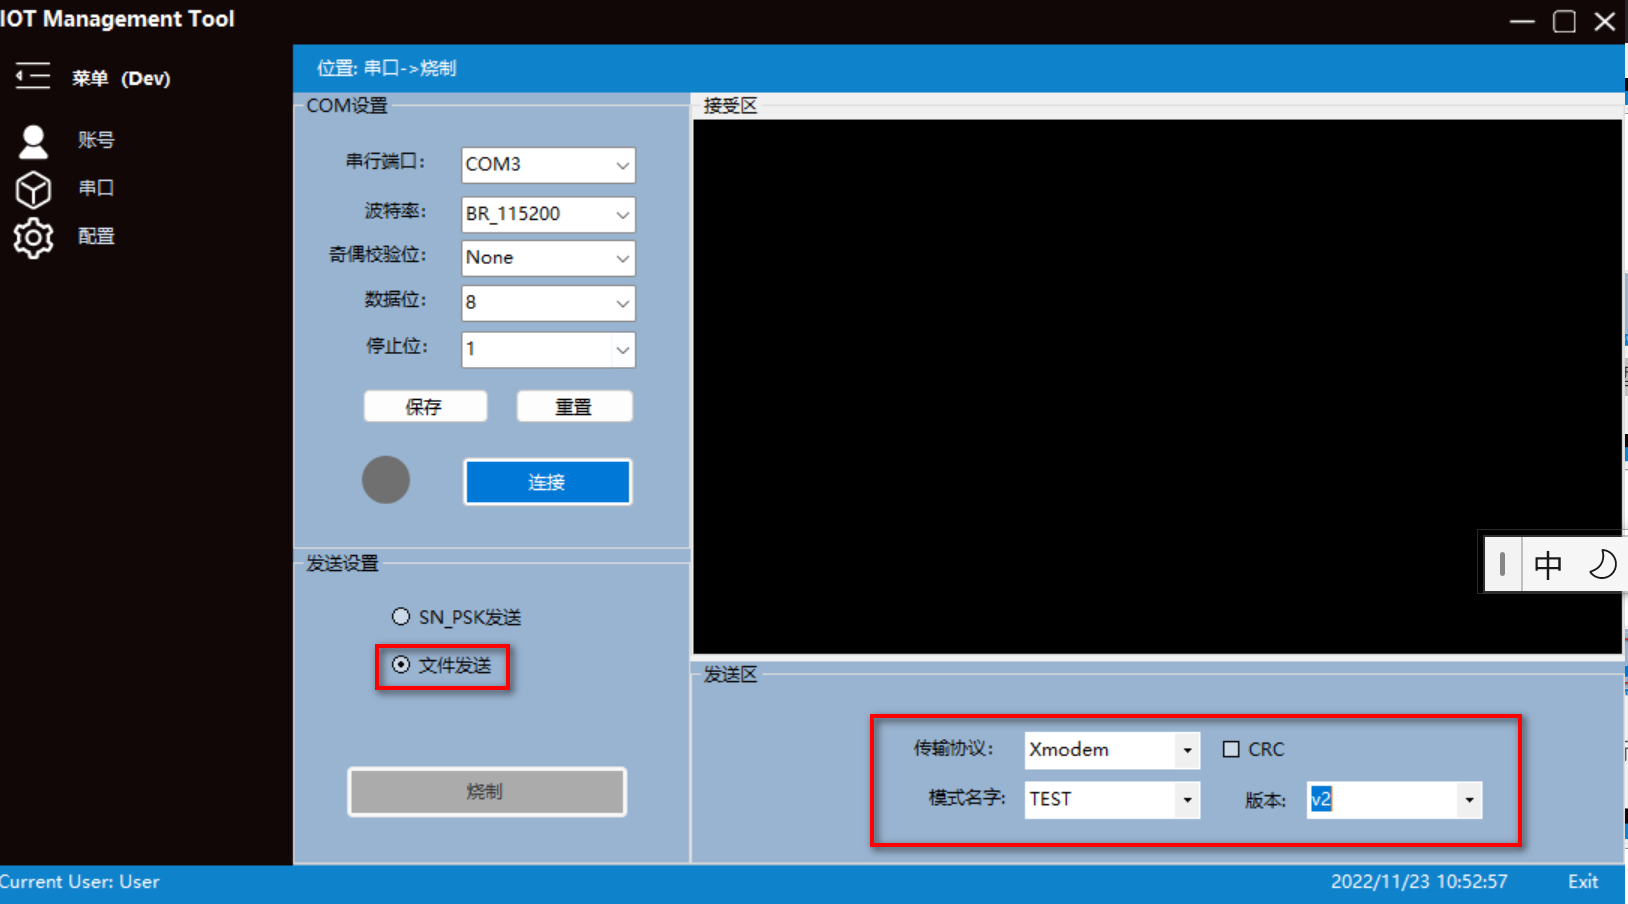 IOT Management Tool
菜单 (Dev)
账号
串口
配置
位置: 串口->烧制
COM设置
串行端口: COM3
波特率: BR_115200
奇偶校验位: None
数据位: 8
停止位: 1
保存 重置
连接
发送设置
SN_PSK发送
文件发送
烧制
接受区
中
发送区
传输协议: Xmodem CRC
模式名字: TEST 版本: v2
Current User: User 2022/11/23 10:52:57 Exit